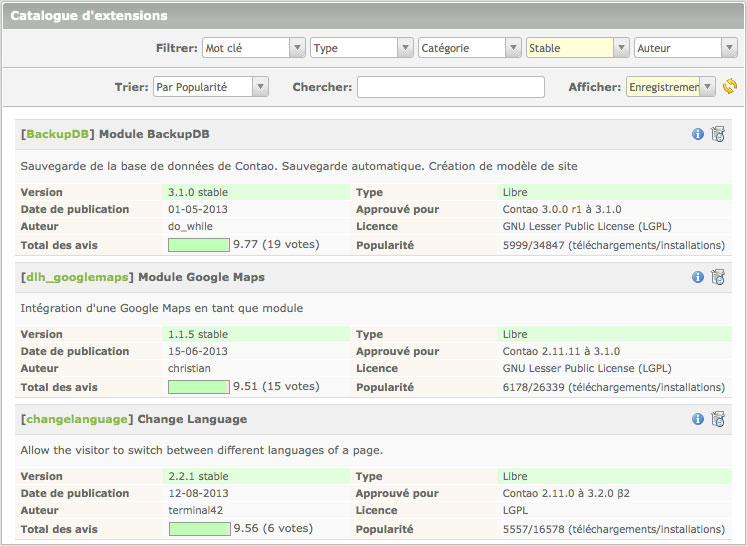 Catalogue d'extensions
Filtrer: Mot clé Type Catégorie Stable Auteur
Trier: Par Popularité Chercher: Afficher: Enregistremer
[BackupDB] Module BackupDB
Sauvegarde de la base de données de Contao. Sauvegarde automatique. Création de modèle de site
Version 3.1.0 stable Type Libre
Date de publication 01-05-2013 Approuvé pour Contao 3.0.0 r1 à 3.1.0
Auteur do_while Licence GNU Lesser Public License (LGPL)
Total des avis 9.77 (19 votes) Popularité 5999/34847 (téléchargements/installations)
[dlh_googlemaps] Module Google Maps
Intégration d'une Google Maps en tant que module
Version 1.1.5 stable Type Libre
Date de publication 15-06-2013 Approuvé pour Contao 2.11.11 à 3.1.0
Auteur christian Licence GNU Lesser Public License (LGPL)
Total des avis 9.51 (15 votes) Popularité 6178/26339 (téléchargements/installations)
[changelanguage] Change Language
Allow the visitor to switch between different languages of a page.
Version 2.2.1 stable Type Libre
Date de publication 12-08-2013 Approuvé pour Contao 2.11.0 à 3.2.0 β2
Auteur terminal42 Licence LGPL
Total des avis 9.56 (6 votes) Popularité 5557/16578 (téléchargements/installations)